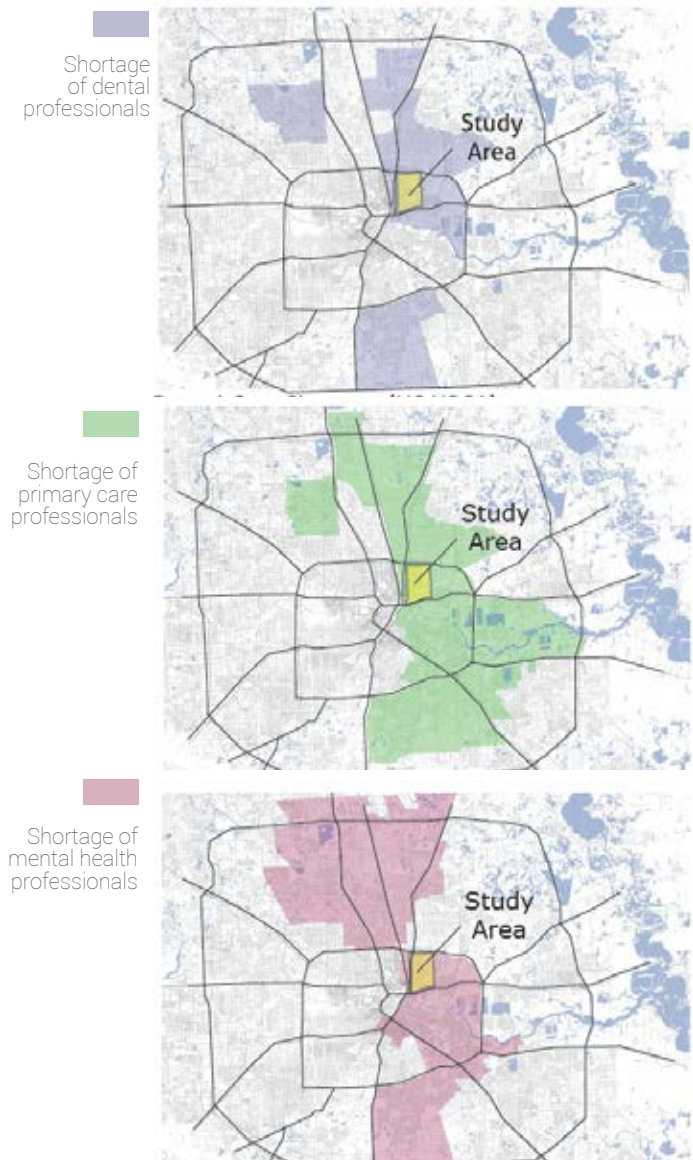 Shortage
of dental
professionals
Study
Area
Shortage of
primary care
professionals
Study
Area
Shortage of
mental health
professionals
Study
Area